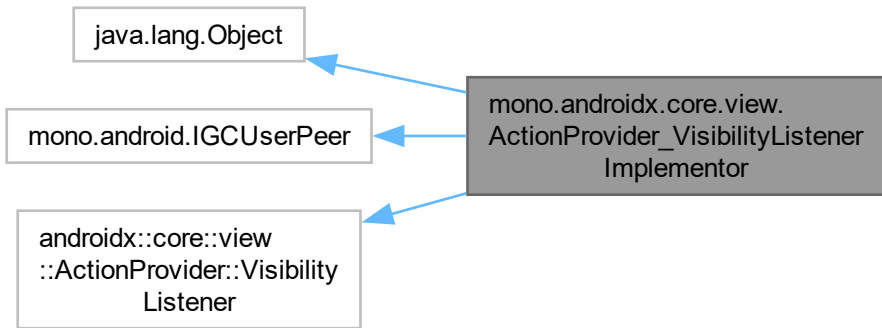 java.lang.Object
mono.android.IGCUserPeer
androidx::core::view
::ActionProvider::Visibility
Listener
mono.androidx.core.view.
ActionProvider_VisibilityListener
Implementor